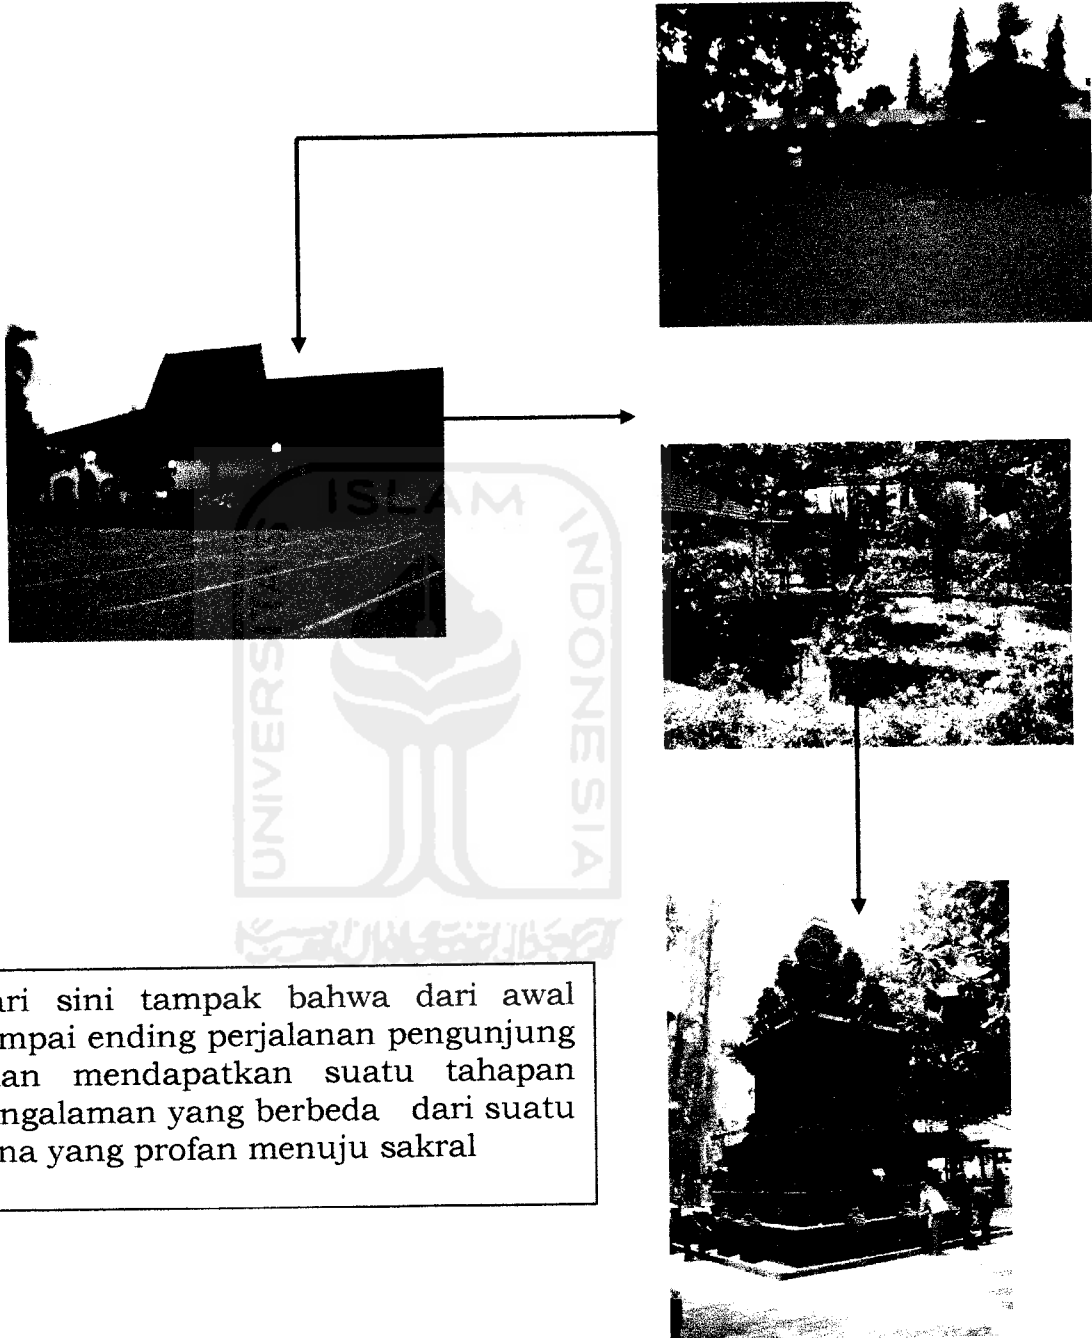 ISLAM
UNIVERSITAS
INDONESIA
ari sini tampak bahwa dari awal
mpai ending perjalanan pengunjung
an mendapatkan suatu tahapan
ngalaman yang berbeda dari suatu
na yang profan menuju sakral